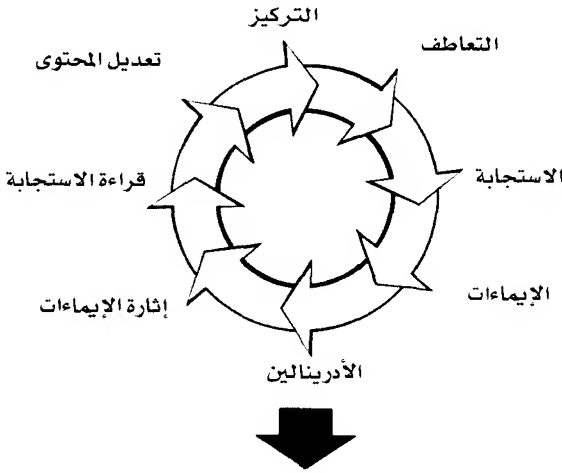 التركيز
التعاطف
تعديل المحتوى
الاستجابة
قراءة الاستجابة
الإيماءات
إثارة الإيماءات
الأدرينالين